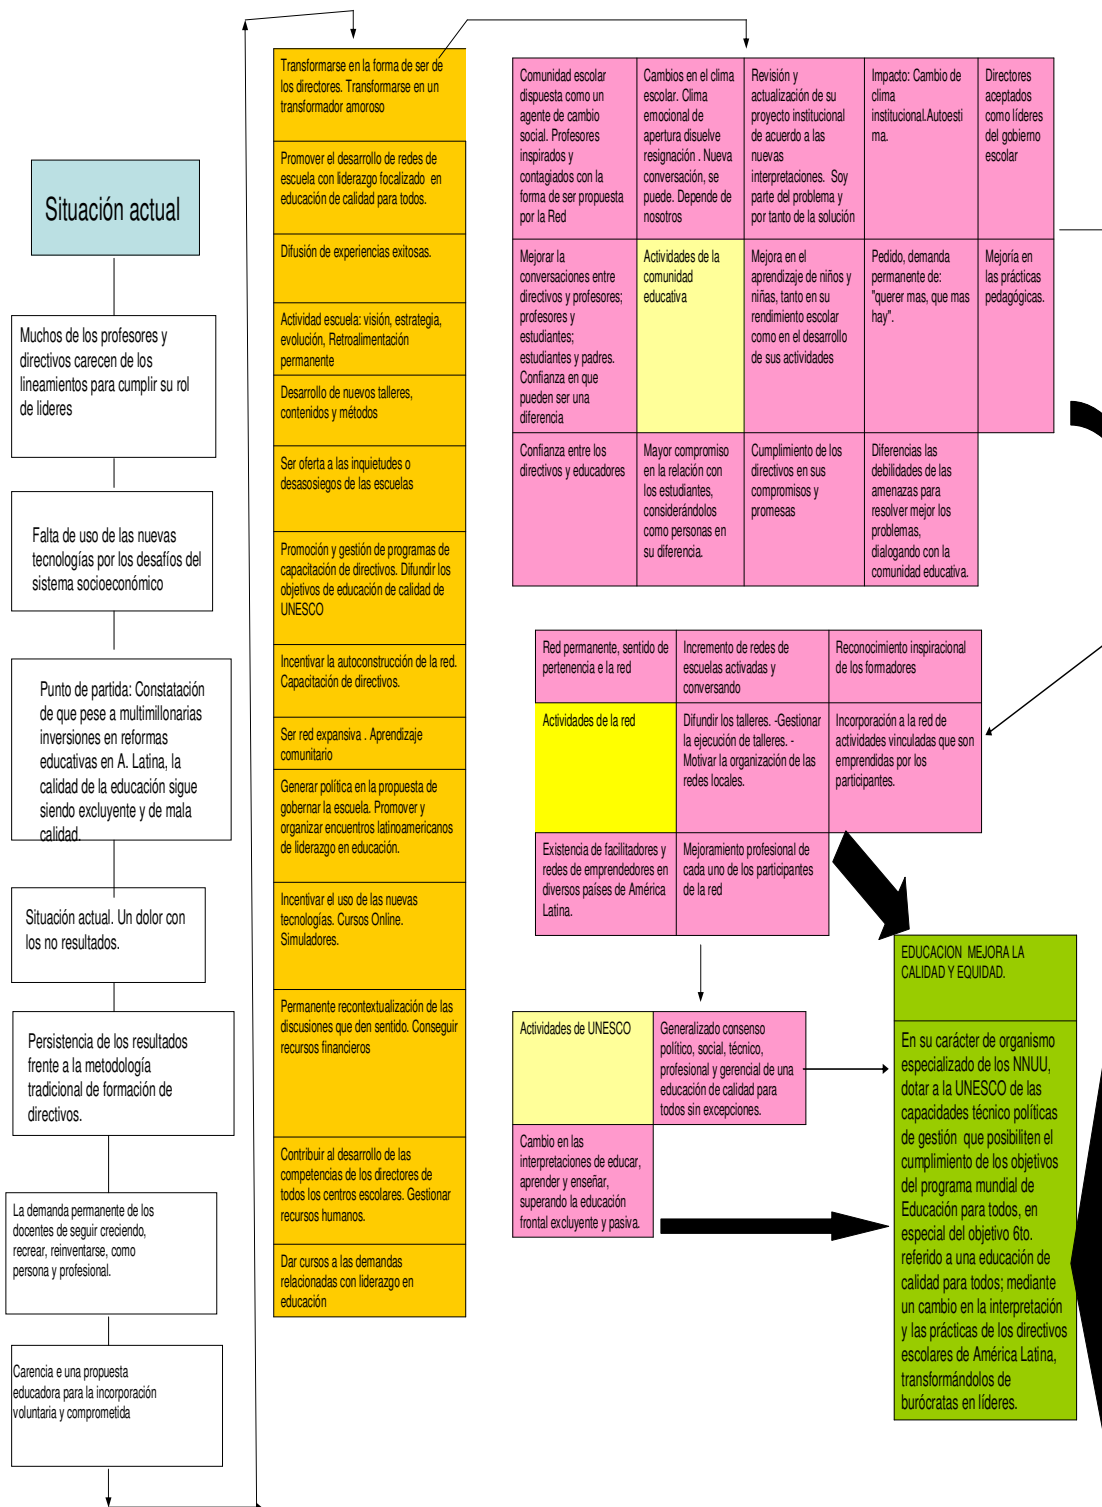 Situación actual
Muchos de los profesores y
directivos carecen de los
lineamientos para cumplir su rol
de lideres
Falta de uso de las nuevas
tecnologías por los desafíos del
sistema socioeconómico
Punto de partida: Constatación
de que pese a multimillonarias
inversiones en reformas
educativas en A. Latina, la
calidad de la educación sigue
siendo excluyente y de mala
calidad.
Situación actual. Un dolor con
los no resultados.
Persistencia de los resultados
frente a la metodología
tradicional de formación de
directivos.
La demanda permanente de los
docentes de seguir creciendo,
recrear, reinventarse, como
persona y profesional.
Carencia e una propuesta
educadora para la incorporación
voluntaria y comprometida
Transformarse en la forma de ser de
los directores. Transformarse en un
transformador amoroso
Promover el desarrollo de redes de
escuela con liderazgo focalizado en
educación de calidad para todos.
Difusión de experiencias exitosas.
Actividad escuela: visión, estrategia,
evolución, Retroalimentación
permanente
Desarrollo de nuevos talleres,
contenidos y métodos
Ser oferta a las inquietudes o
desasosiegos de las escuelas
Promoción y gestión de programas de
capacitación de directivos. Difundir los
objetivos de educación de calidad de
UNESCO
Incentivar la autoconstrucción de la red.
Capacitación de directivos.
Ser red expansiva . Aprendizaje
comunitario
Generar política en la propuesta de
gobernar la escuela. Promover y
organizar encuentros latinoamericanos
de liderazgo en educación.
Incentivar el uso de las nuevas
tecnologías. Cursos Online.
Simuladores.
Permanente recontextualización de las
discusiones que den sentido. Conseguir
recursos financieros
Contribuir al desarrollo de las
competencias de los directores de
todos los centros escolares. Gestionar
recursos humanos.
Dar cursos a las demandas
relacionadas con liderazgo en
educación
Comunidad escolar
dispuesta como un
agente de cambio
social. Profesores
inspirados y
contagiados con la
forma de ser propuesta
por la Red
Cambios en el clima
escolar. Clima
emocional de
apertura disuelve
resignación . Nueva
conversación, se
puede. Depende de
nosotros
Revisión y
actualización de su
proyecto institucional
de acuerdo a las
nuevas
interpretaciones. Soy
parte del problema y
por tanto de la solución
Impacto: Cambio de
clima
institucional.Autoesti
ma.
Directores
aceptados
como líderes
del gobierno
escolar
Mejorar la
conversaciones entre
directivos y profesores;
profesores y
estudiantes;
estudiantes y padres.
Confianza en que
pueden ser una
diferencia
Actividades de la
comunidad
educativa
Mejora en el
aprendizaje de niños y
niñas, tanto en su
rendimiento escolar
como en el desarrollo
de sus actividades
Pedido, demanda
permanente de:
"querer mas, que mas
hay".
Mejoría en
las prácticas
pedagógicas.
Confianza entre los
directivos y educadores
Mayor compromiso
en la relación con
los estudiantes,
considerándolos
como personas en
su diferencia.
Cumplimiento de los
directivos en sus
compromisos y
promesas
Diferencias las
debilidades de las
amenazas para
resolver mejor los
problemas,
dialogando con la
comunidad educativa.
Red permanente, sentido de
pertenencia e la red
Incremento de redes de
escuelas activadas y
conversando
Reconocimiento inspiracional
de los formadores
Actividades de la red
Difundir los talleres. -Gestionar
la ejecución de talleres. -
Motivar la organización de las
redes locales.
Incorporación a la red de
actividades vinculadas que son
emprendidas por los
participantes.
Existencia de facilitadores y
redes de emprendedores en
diversos países de América
Latina.
Mejoramiento profesional de
cada uno de los participantes
de la red
Actividades de UNESCO
Generalizado consenso
político, social, técnico,
profesional y gerencial de una
educación de calidad para
todos sin excepciones.
Cambio en las
interpretaciones de educar,
aprender y enseñar,
superando la educación
frontal excluyente y pasiva.
EDUCACION MEJORA LA
CALIDAD Y EQUIDAD.
En su carácter de organismo
especializado de los NNUU,
dotar a la UNESCO de las
capacidades técnico políticas
de gestión que posibiliten el
cumplimiento de los objetivos
del programa mundial de
Educación para todos, en
especial del objetivo 6to.
referido a una educación de
calidad para todos; mediante
un cambio en la interpretación
y las prácticas de los directivos
escolares de América Latina,
transformándolos de
burócratas en líderes.